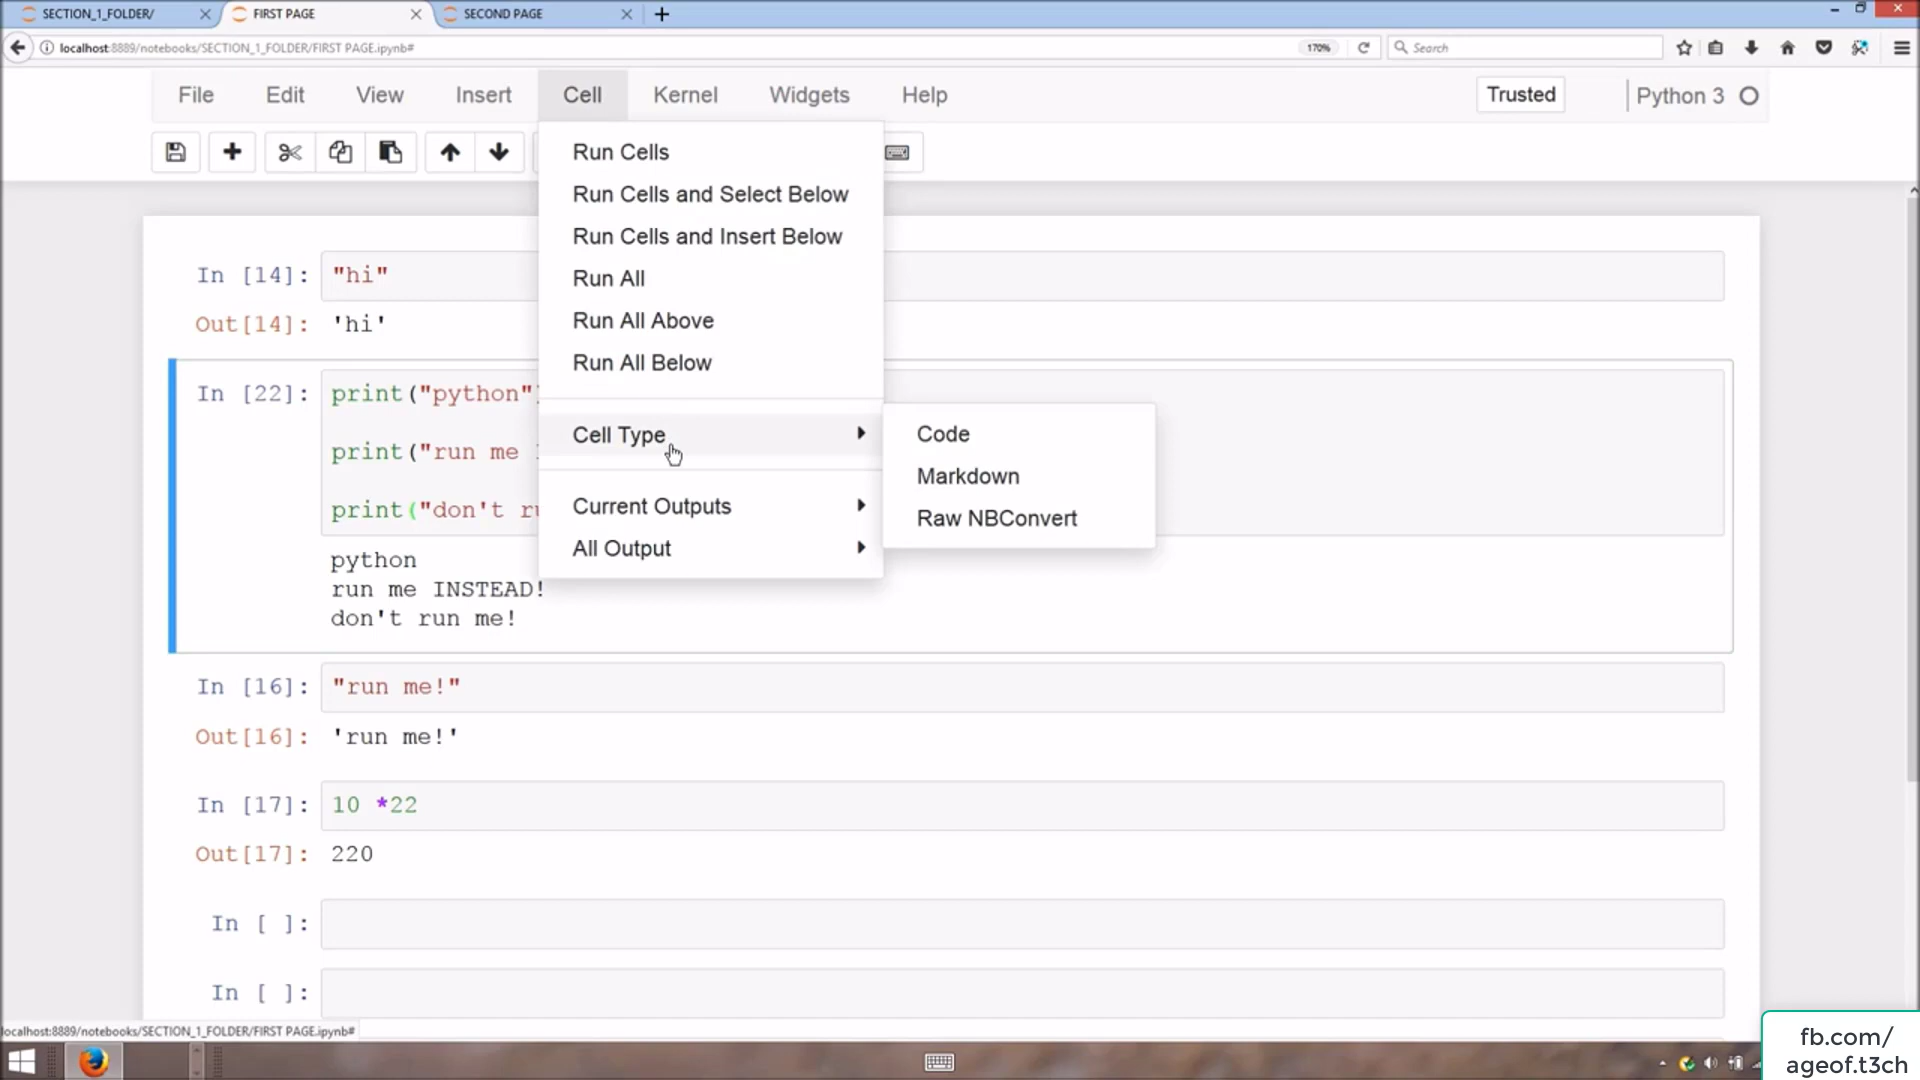 SECTION_1_FOLDER/
FIRST PAGE
SECOND PAGE
localhost:8889/notebooks/SECTION_1_FOLDER/FIRST PAGE.ipynb#
170%
Search
File
Edit
View
Insert
Cell
Kernel
Widgets
Help
Trusted
Python 3
Run Cells
Run Cells and Select Below
Run Cells and Insert Below
Run All
Run All Above
Run All Below
Cell Type
Current Outputs
All Output
Code
Markdown
Raw NBConvert
In [14]: "hi"
Out[14]: 'hi'
In [22]: print("python"
print("run me
print("don't
python
run me INSTEAD!
don't run me!
In [16]: "run me!"
Out[16]: 'run me!'
In [17]: 10 *22
Out[17]: 220
In [ ]:
In [ ]:
localhost:8889/notebooks/SECTION_1_FOLDER/FIRST PAGE.ipynb#
fb.com/
ageof.t3ch